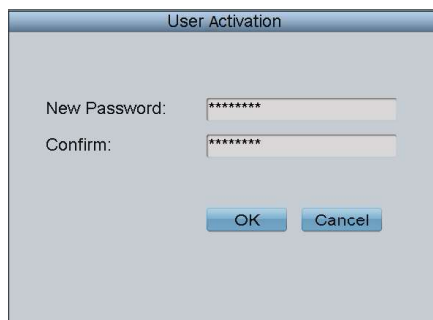 User Activation
New Password: ********
Confirm: ********
OK Cancel